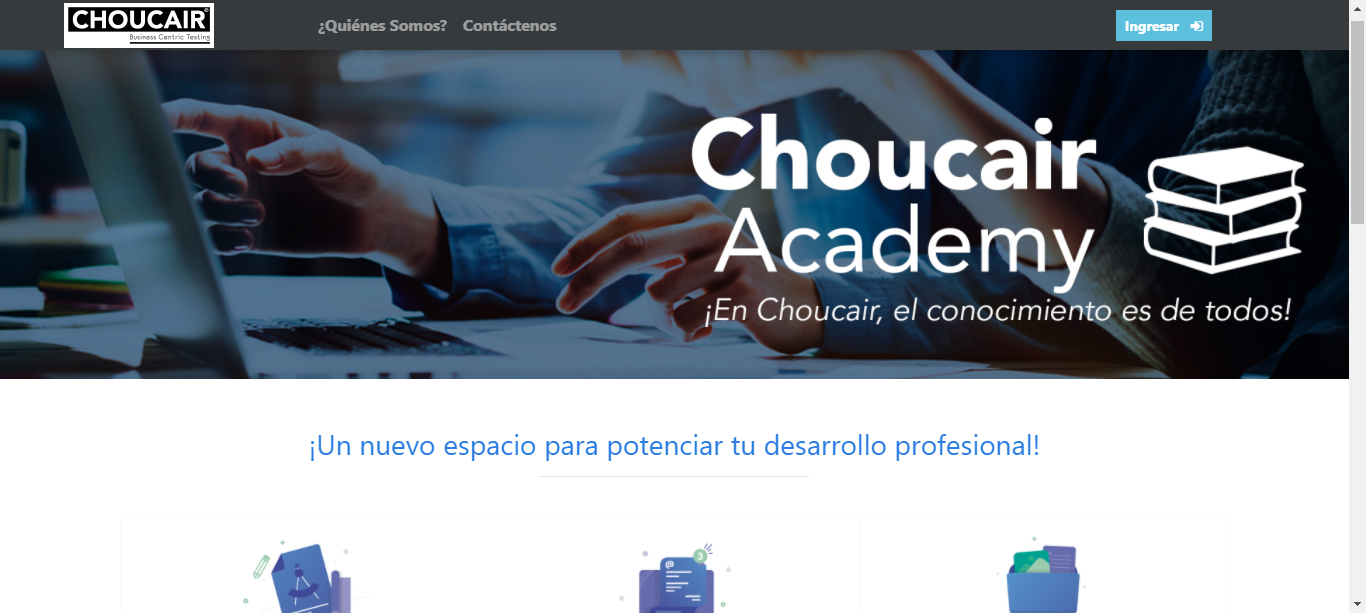 CHOUCAIR®
Business Centric Testing
¿Quiénes Somos?
Contáctenos
Ingresar
Choucair
Academy
¡En Choucair, el conocimiento es de todos!
¡Un nuevo espacio para potenciar tu desarrollo profesional!
@
3